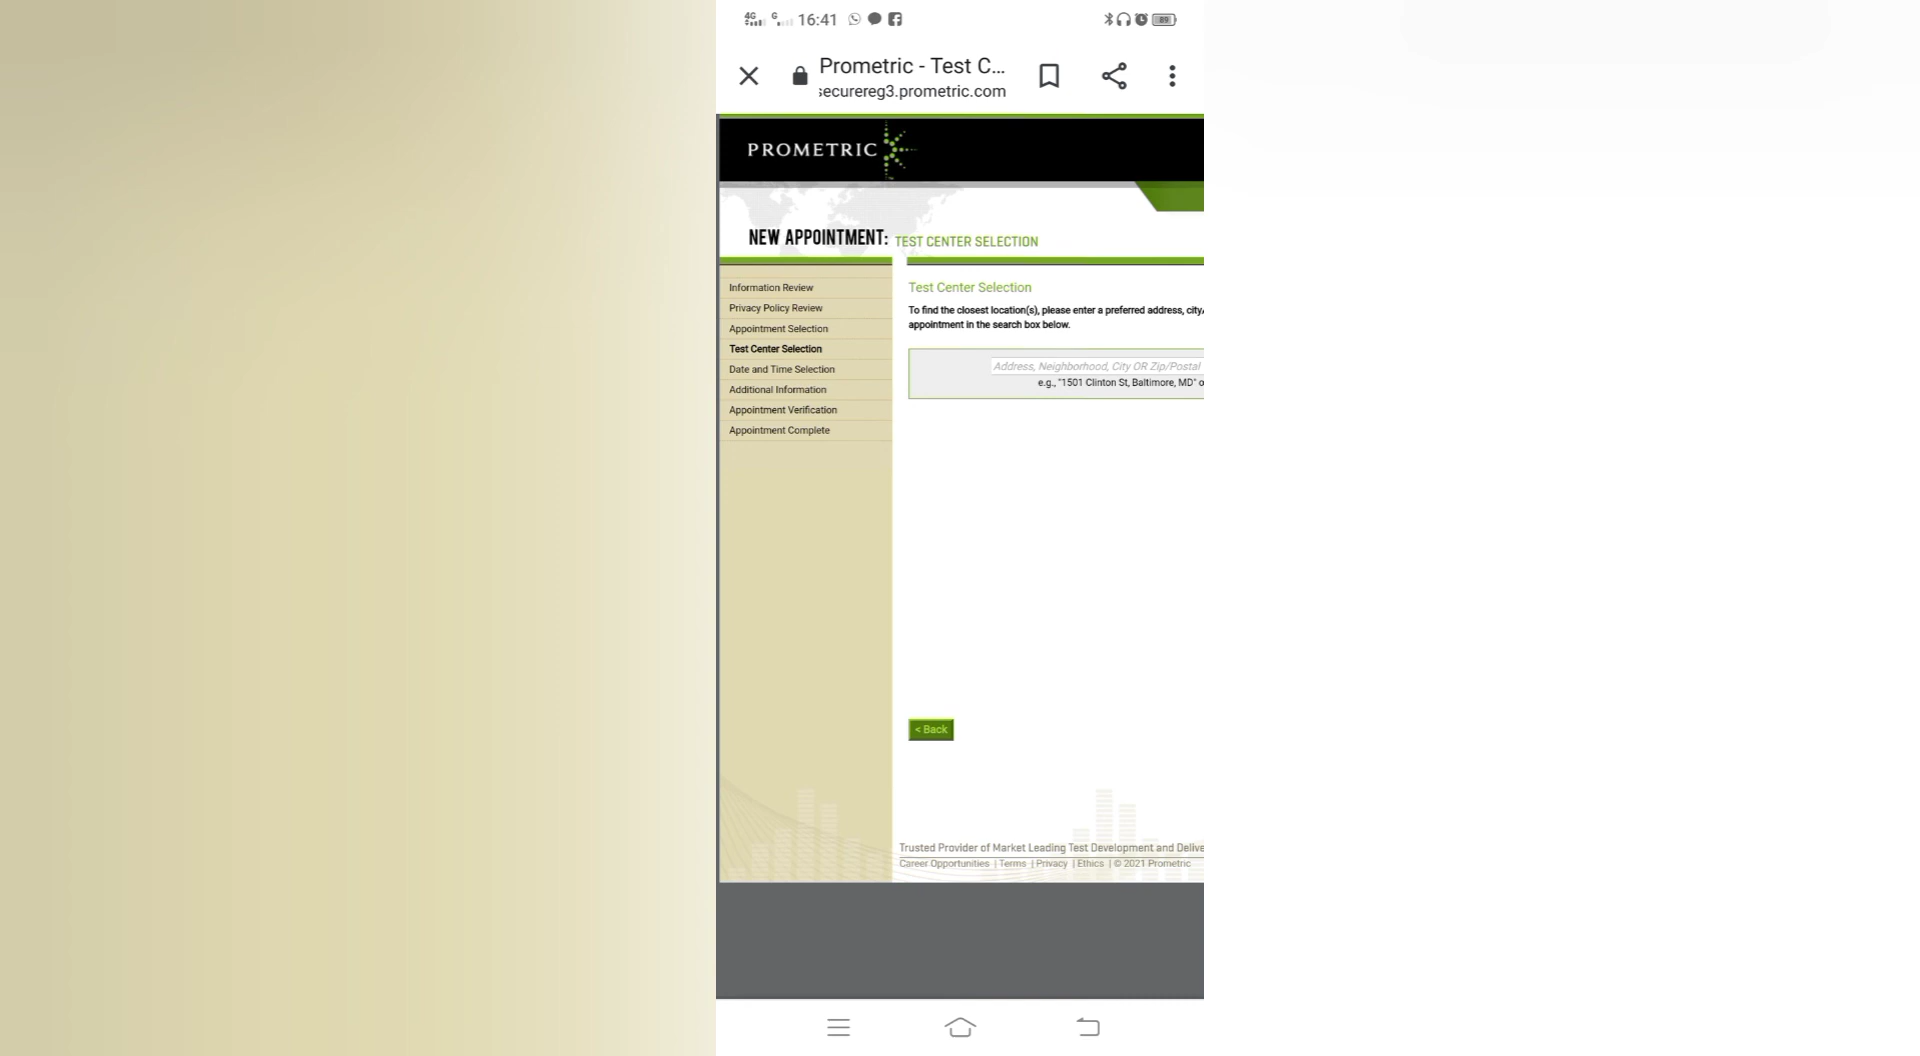 4G G 16:41 89
Prometric - Test C...
securereg3.prometric.com
PROMETRIC
NEW APPOINTMENT: TEST CENTER SELECTION
Information Review
Privacy Policy Review
Appointment Selection
Test Center Selection
Date and Time Selection
Additional Information
Appointment Verification
Appointment Complete
Test Center Selection
To find the closest location(s), please enter a preferred address, city,
appointment in the search box below.
Address, Neighborhood, City OR Zip/Postal
e.g., "1501 Clinton St, Baltimore, MD" o
< Back
Trusted Provider of Market Leading Test Development and Delive
Career Opportunities | Terms | Privacy | Ethics | © 2021 Prometric